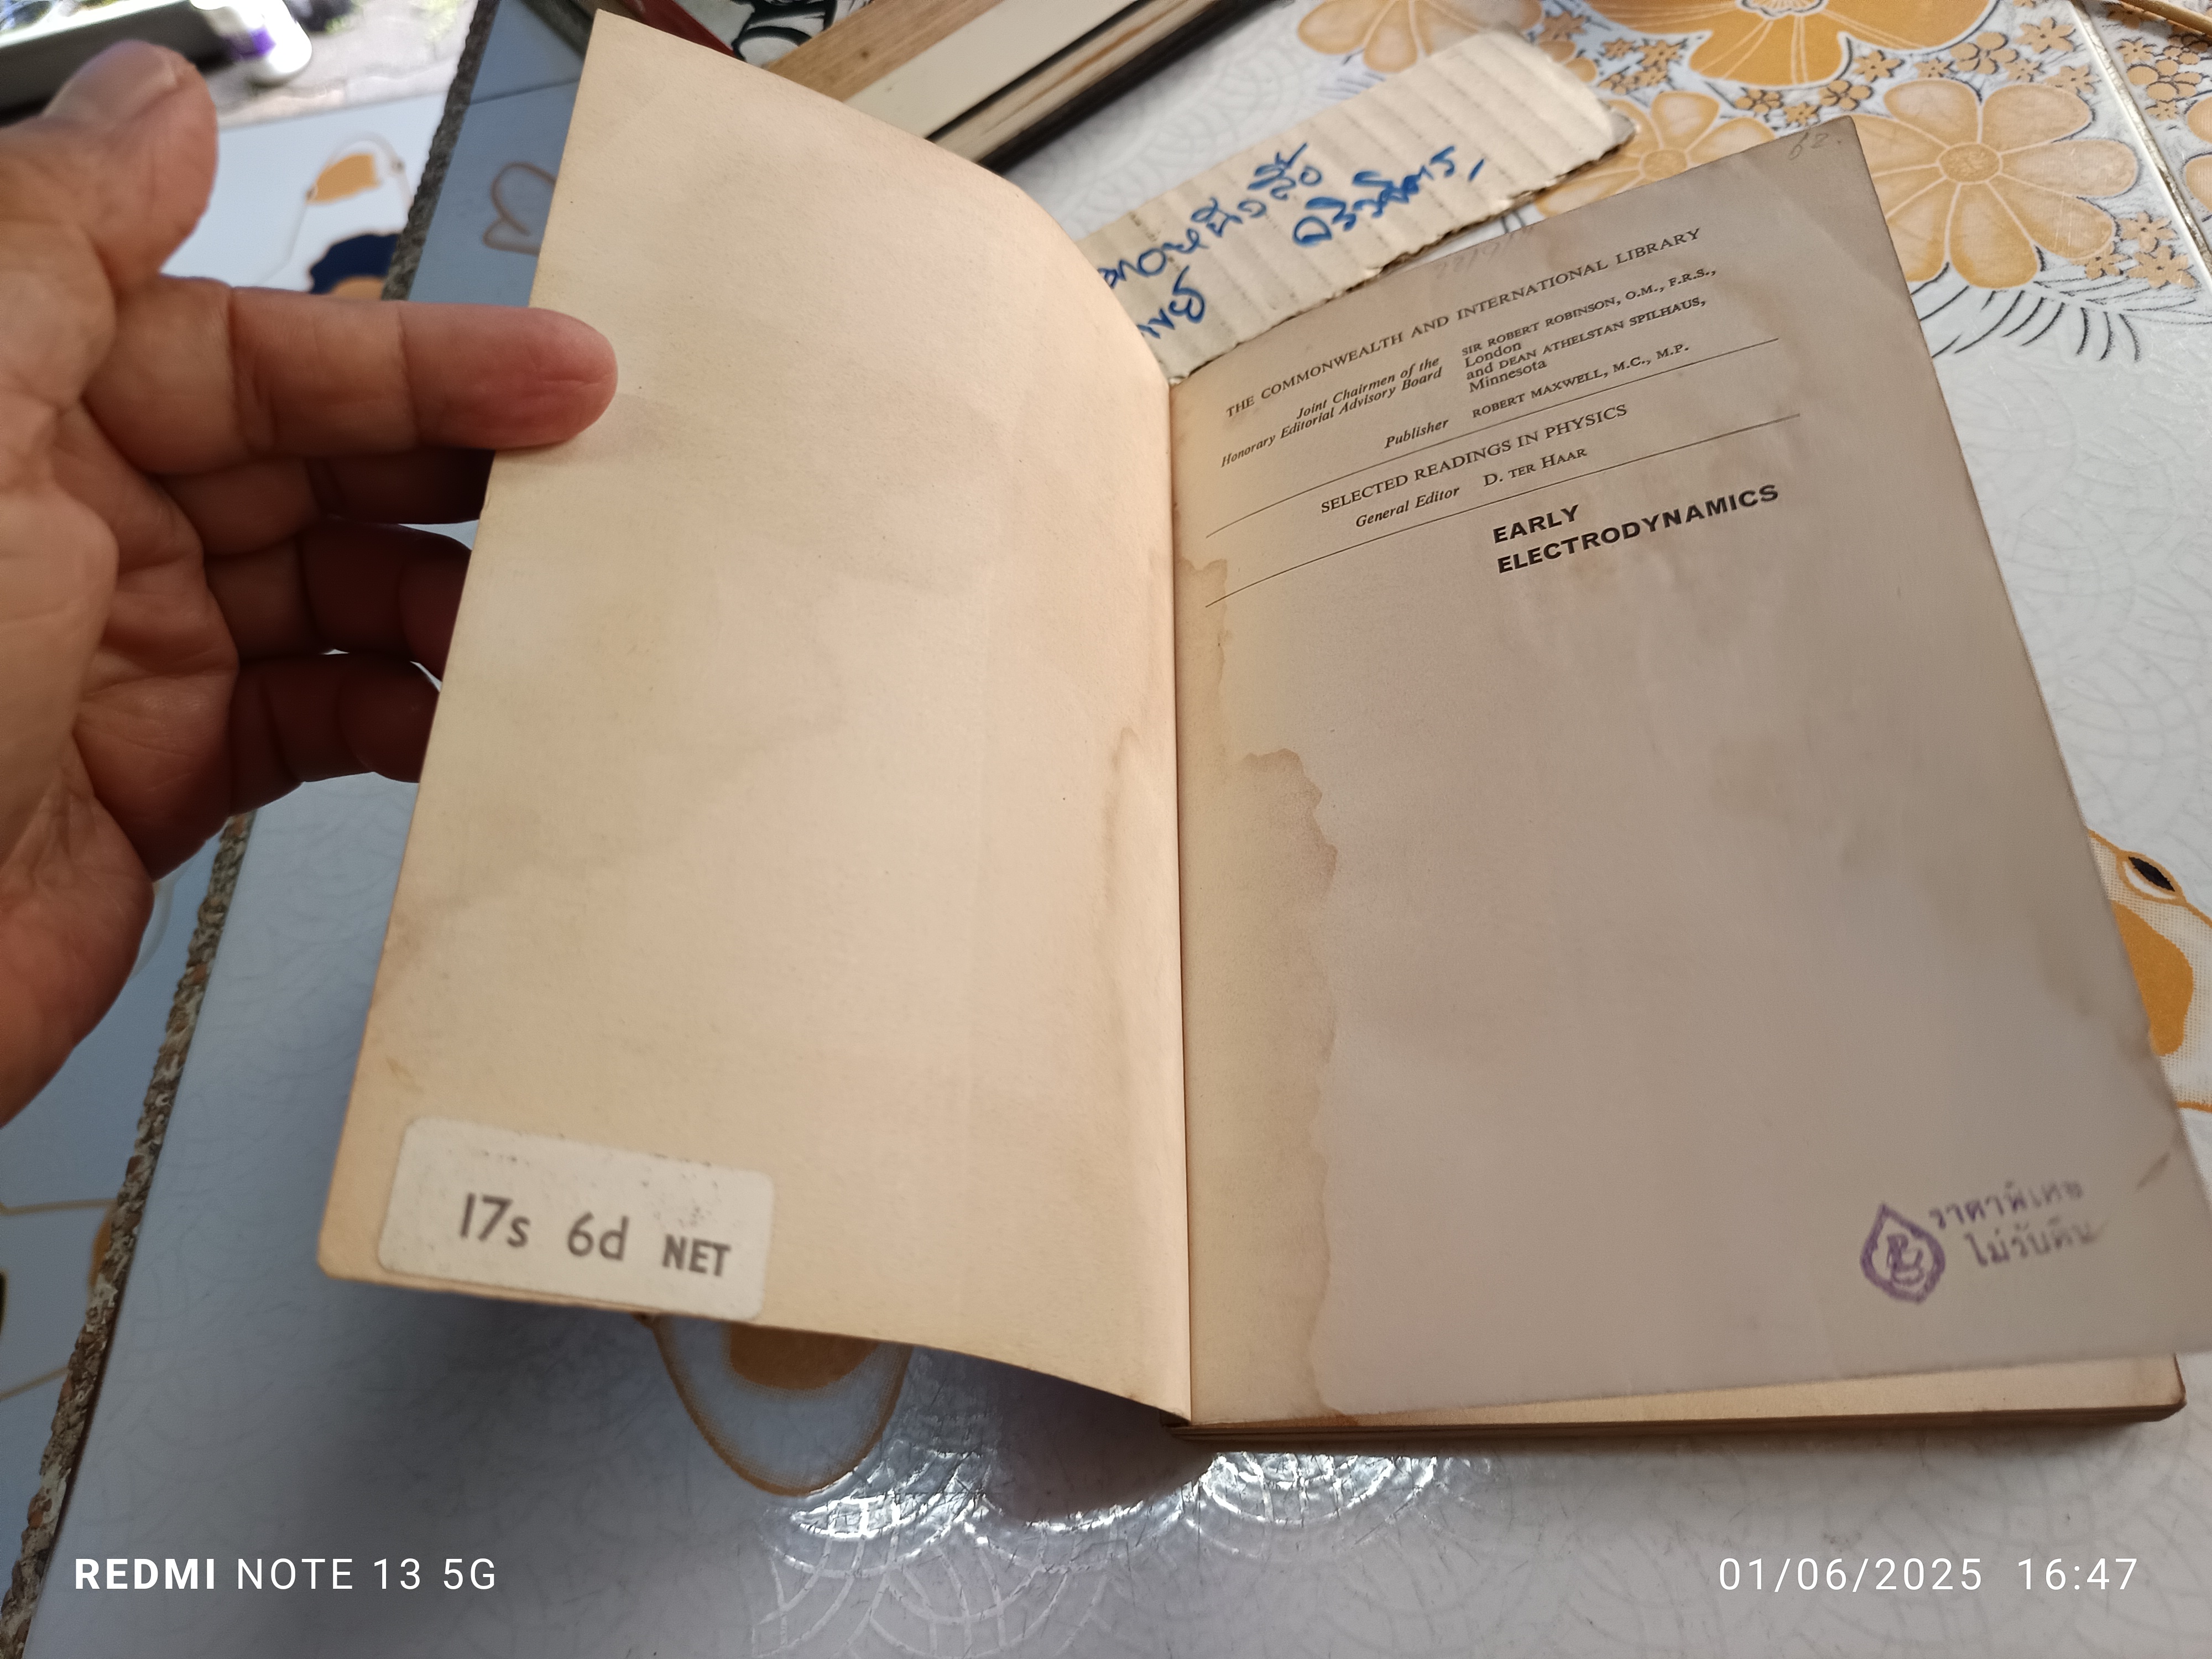 62.
THE COMMONWEALTH AND INTERNATIONAL LIBRARY
Joint Chairmen of the
Honorary Editorial Advisory Board
SIR ROBERT ROBINSON, O.M., F.R.S.,
London
and DEAN ATHELSTAN SPILHAUS,
Minnesota
Publisher ROBERT MAXWELL, M.C., M.P.
SELECTED READINGS IN PHYSICS
General Editor D. TER HAAR
EARLY
ELECTRODYNAMICS
17s 6d NET
ราคาพิเศษ
ไม่รับคืน
REDMI NOTE 13 5G
01/06/2025 16:47